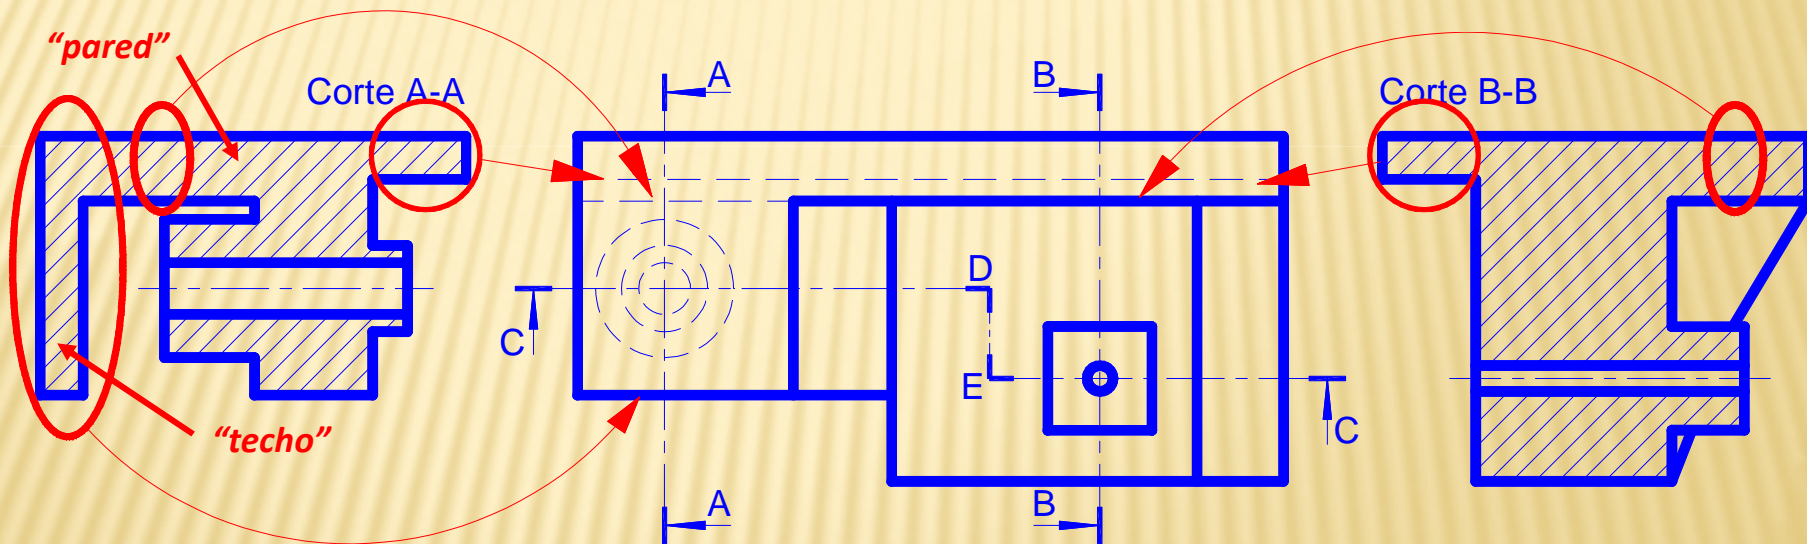 “pared”
Corte A-A
A
B
Corte B-B
D
C
E
C
“techo”
A
B